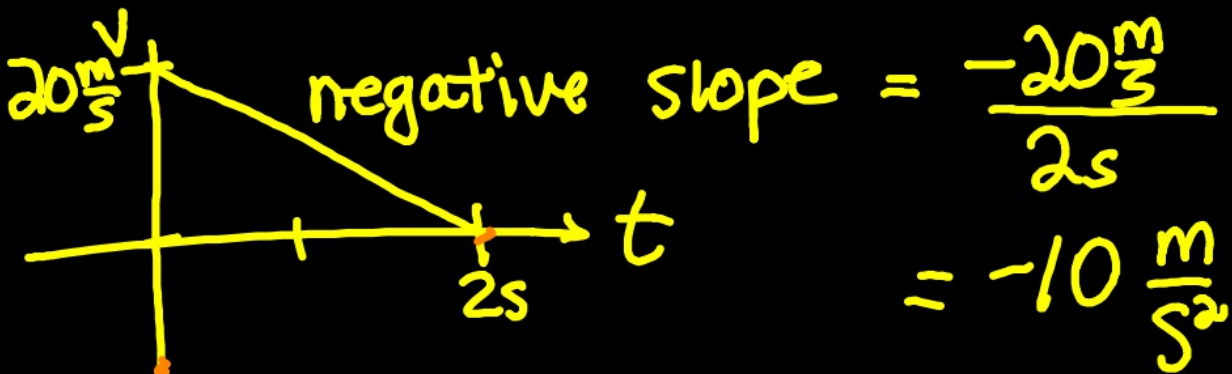 v
20 m/s
negative slope = -20 m/s / 2s
t
2s
= -10 m/s²